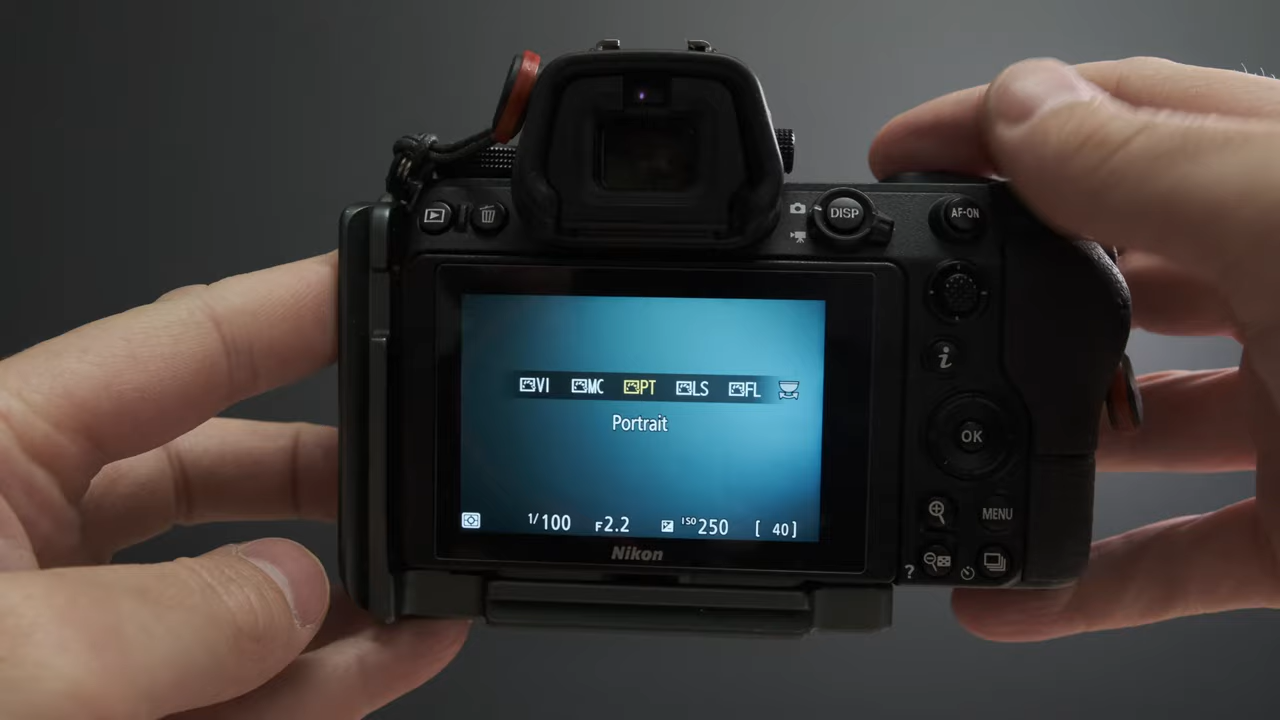 DISP
AF-ON
i
VI MC PT LS FL
Portrait
OK
1/100 F2.2 ISO 250 [ 40]
MENU
Nikon
?